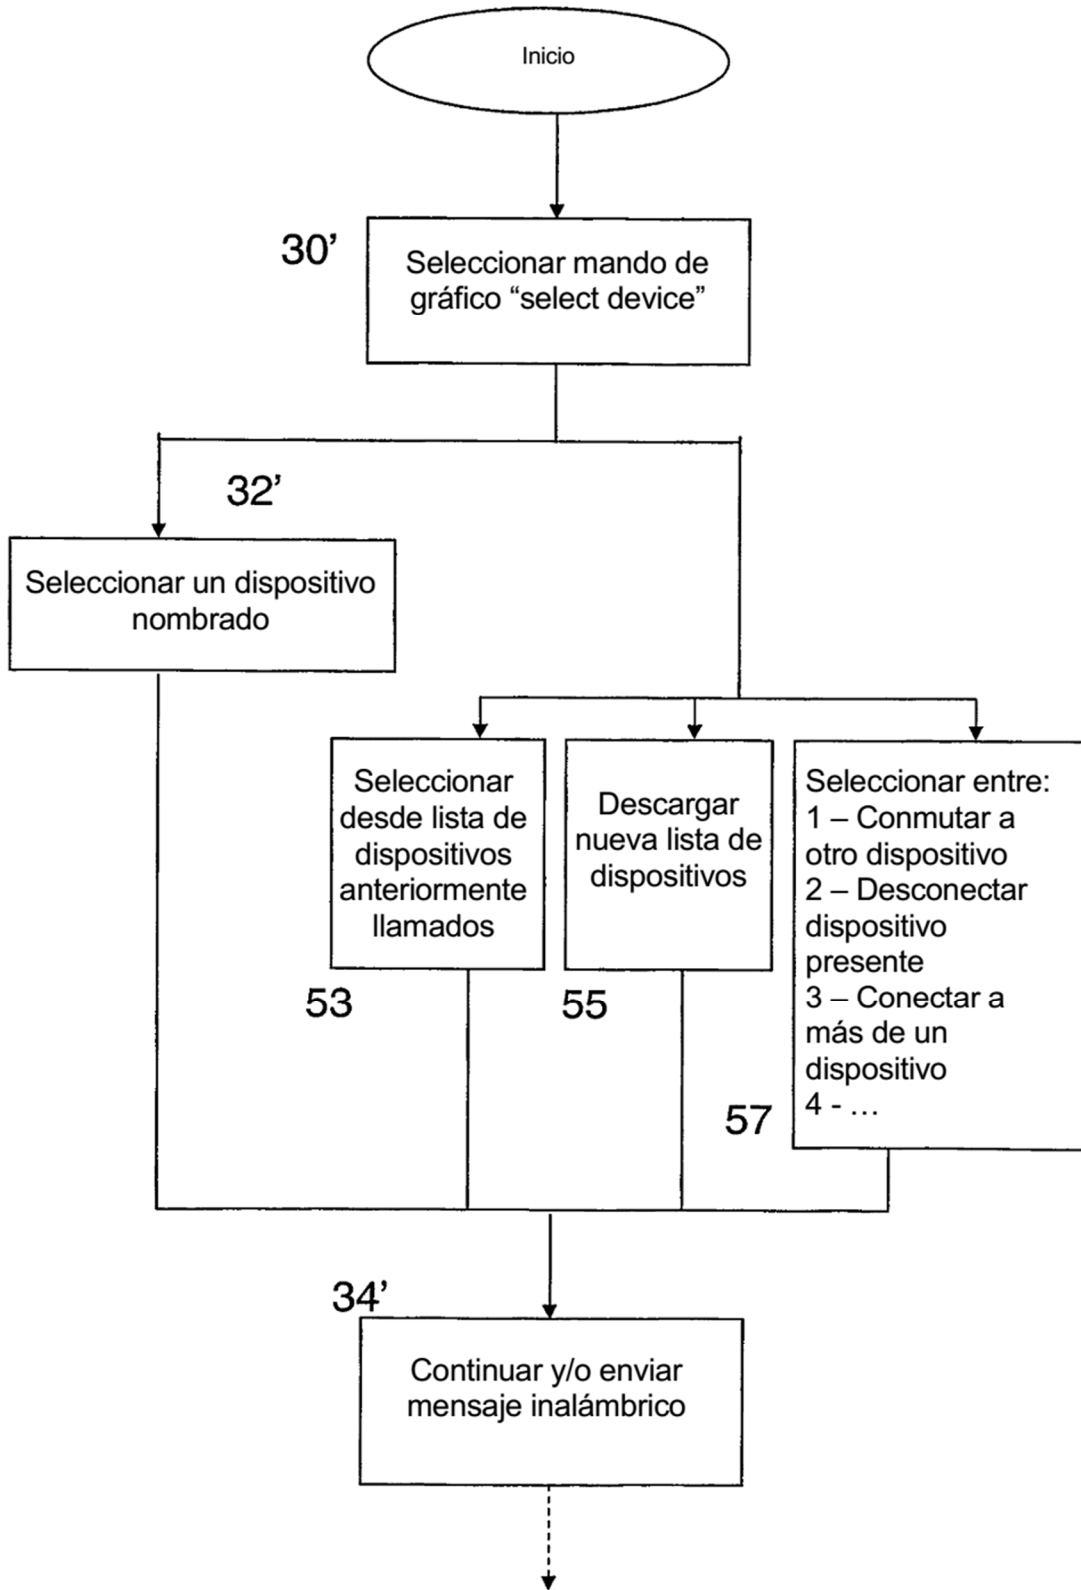 Inicio
30’
Seleccionar mando de
gráfico “select device”
32’
Seleccionar un dispositivo
nombrado
Seleccionar
desde lista de
dispositivos
anteriormente
llamados
53
Descargar
nueva lista de
dispositivos
55
Seleccionar entre:
1 – Conmutar a
otro dispositivo
2 – Desconectar
dispositivo
presente
3 – Conectar a
más de un
dispositivo
4 - …
57
34’
Continuar y/o enviar
mensaje inalámbrico